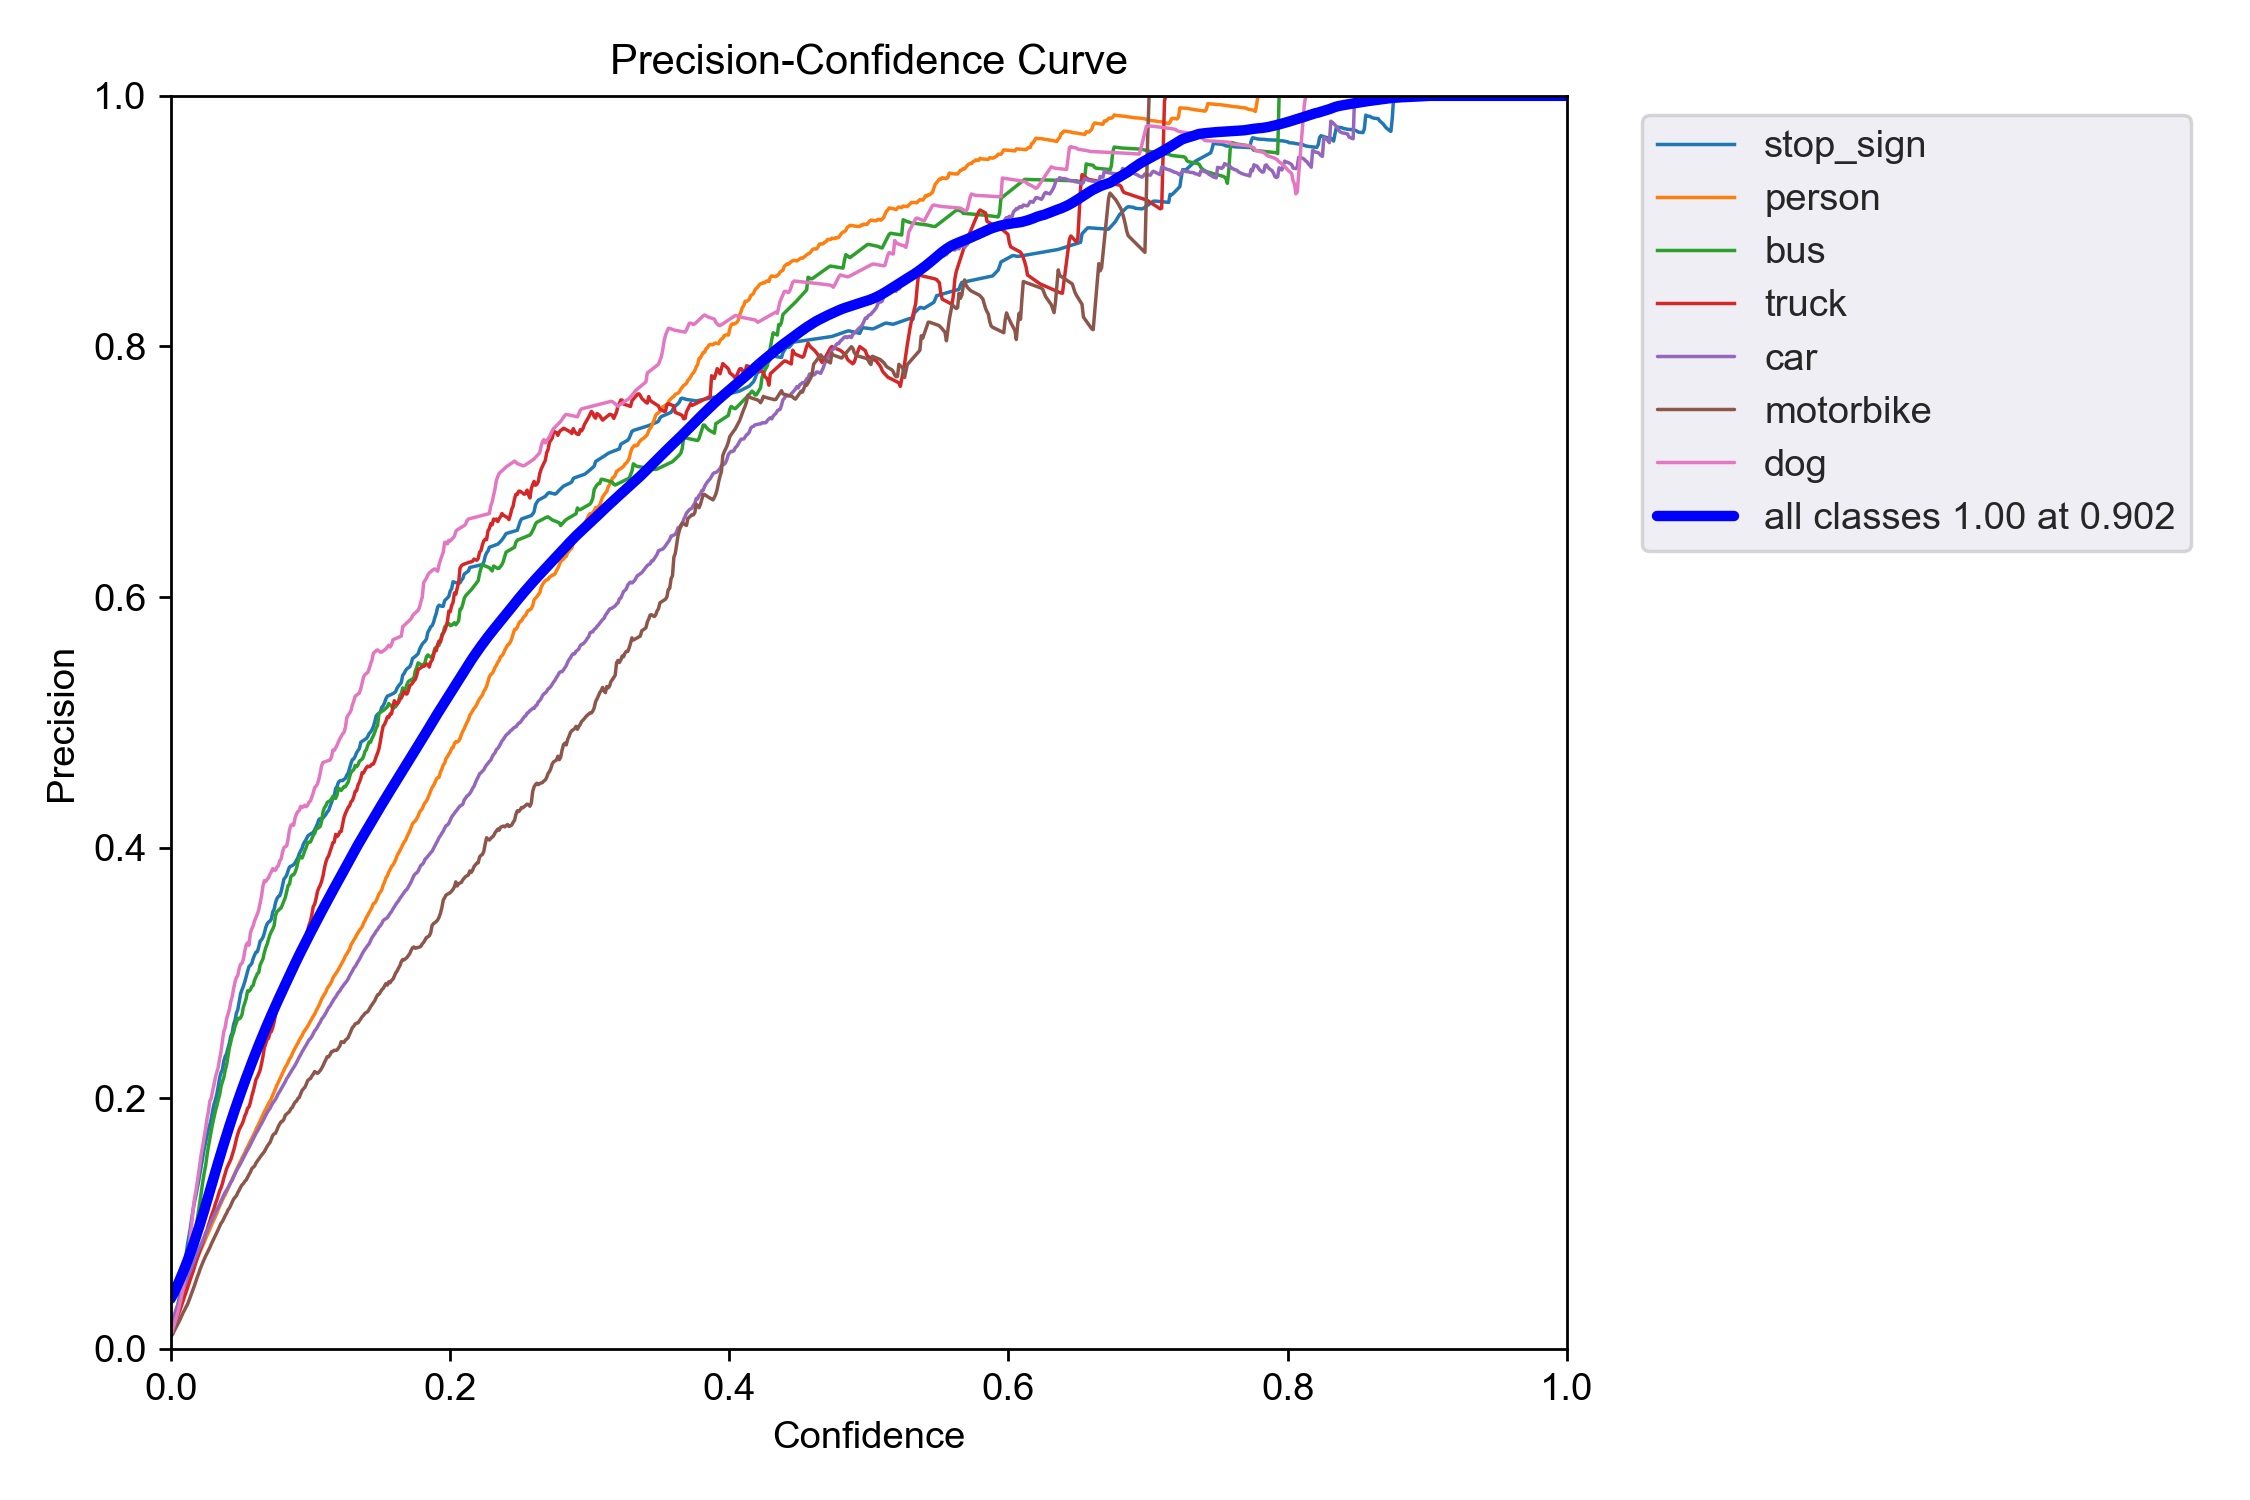 Precision-Confidence Curve
1.0
0.8
0.6
0.4
0.2
0.0
Precision
0.0 0.2 0.4 0.6 0.8 1.0
Confidence
stop_sign
person
bus
truck
car
motorbike
dog
all classes 1.00 at 0.902